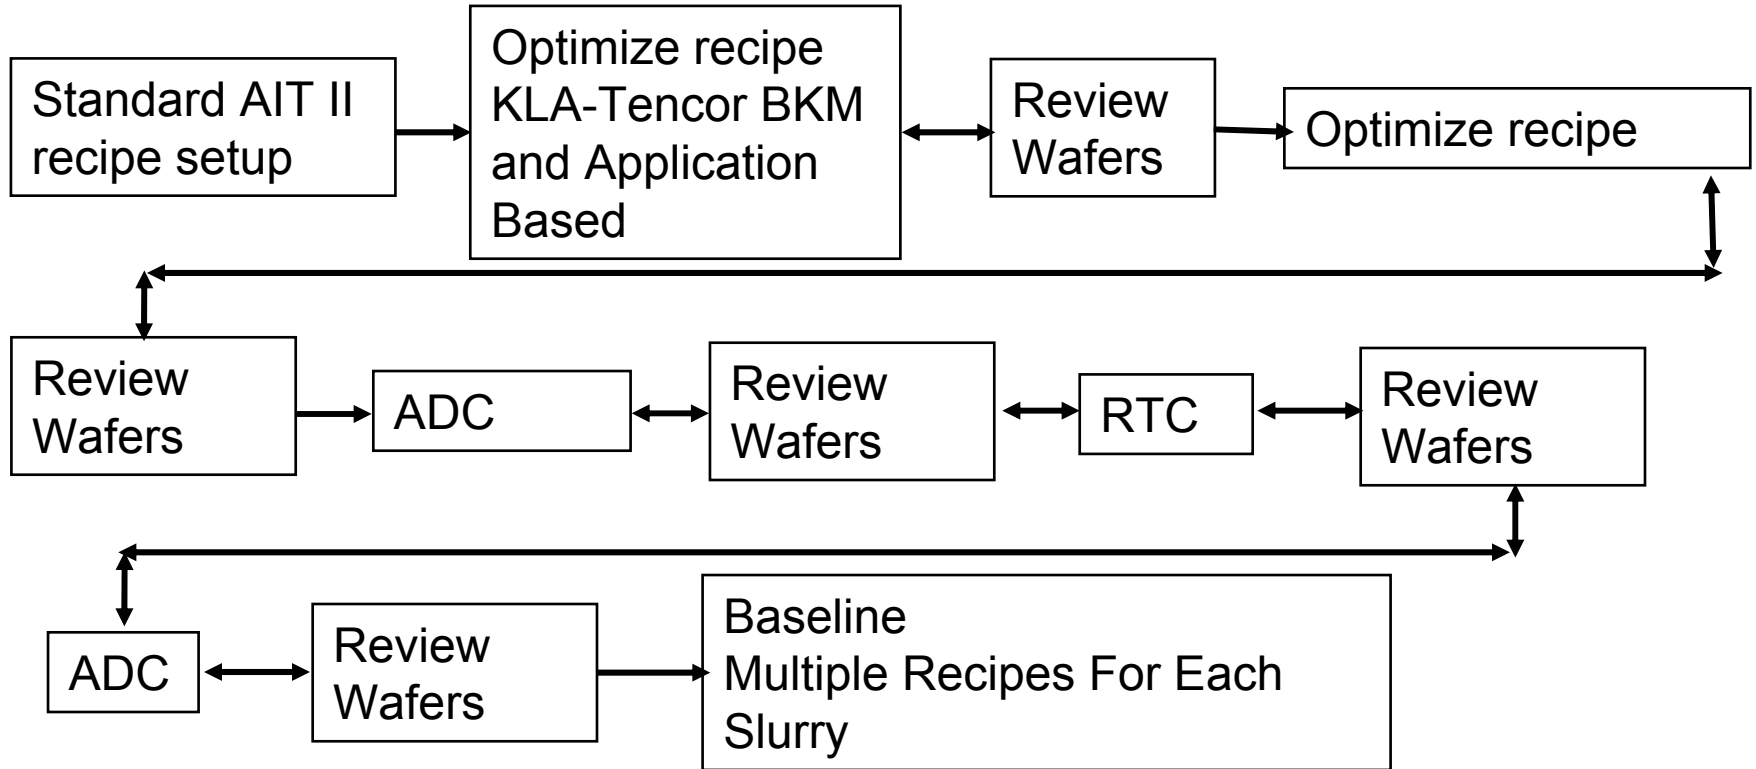 Standard AIT II
recipe setup
Optimize recipe
KLA-Tencor BKM
and Application
Based
Review
Wafers
Optimize recipe
Review
Wafers
ADC
Review
Wafers
RTC
Review
Wafers
ADC
Review
Wafers
Baseline
Multiple Recipes For Each
Slurry